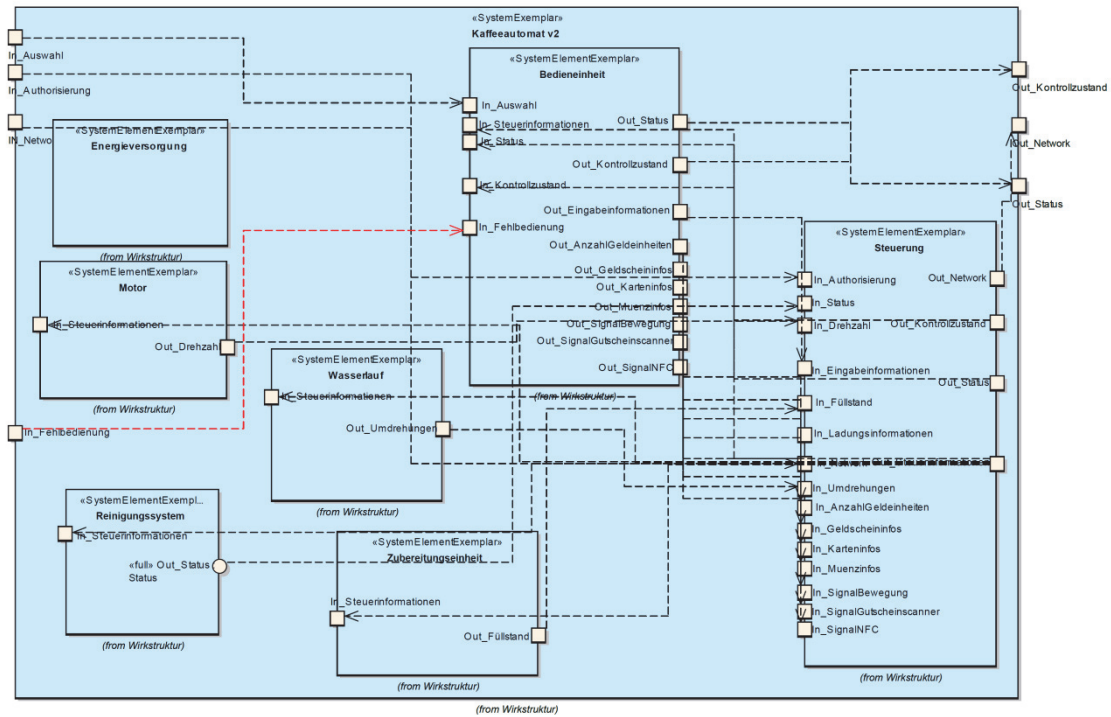 «SystemExemplar»
Kaffeeautomat v2
In_Auswahl
In_Authorisierung
IN_Netwo
In_Fehlbedienung
Out_Kontrollzustand
Out_Network
Out_Status
«SystemElementExemplar»
Energieversorgung
(from Wirkstruktur)
«SystemElementExemplar»
Motor
In_Steuerinformationen
Out_Drehzahl
(from Wirkstruktur)
«SystemElementExemplar»
Wasserlauf
In_Steuerinformationen
Out_Umdrehungen
(from Wirkstruktur)
«SystemElementExempl...
Reinigungssystem
In_Steuerinformationen
«full» Out_Status
Status
(from Wirkstruktur)
«SystemElementExemplar»
Zubereitungseinheit
In_Steuerinformationen
Out_Füllstand
(from Wirkstruktur)
«SystemElementExemplar»
Bedieneinheit
In_Auswahl
In_Steuerinformationen
In_Status
In_Kontrollzustand
In_Fehlbedienung
Out_Status
Out_Kontrollzustand
Out_Eingabeinformationen
Out_AnzahlGeldeinheiten
Out_Geldscheininfos
Out_Karteninfos
Out_Muenzinfos
Out_SignalBewegung
Out_SignalGutscheinscanner
Out_SignalNFC
(from Wirkstruktur)
«SystemElementExemplar»
Steuerung
In_Authorisierung
In_Status
In_Drehzahl
In_Eingabeinformationen
In_Füllstand
In_Ladungsinformationen
In_Umdrehungen
In_AnzahlGeldeinheiten
In_Geldscheininfos
In_Karteninfos
In_Muenzinfos
In_SignalBewegung
In_SignalGutscheinscanner
In_SignalNFC
Out_Network
Out_Kontrollzustand
Out_Status
(from Wirkstruktur)
(from Wirkstruktur)